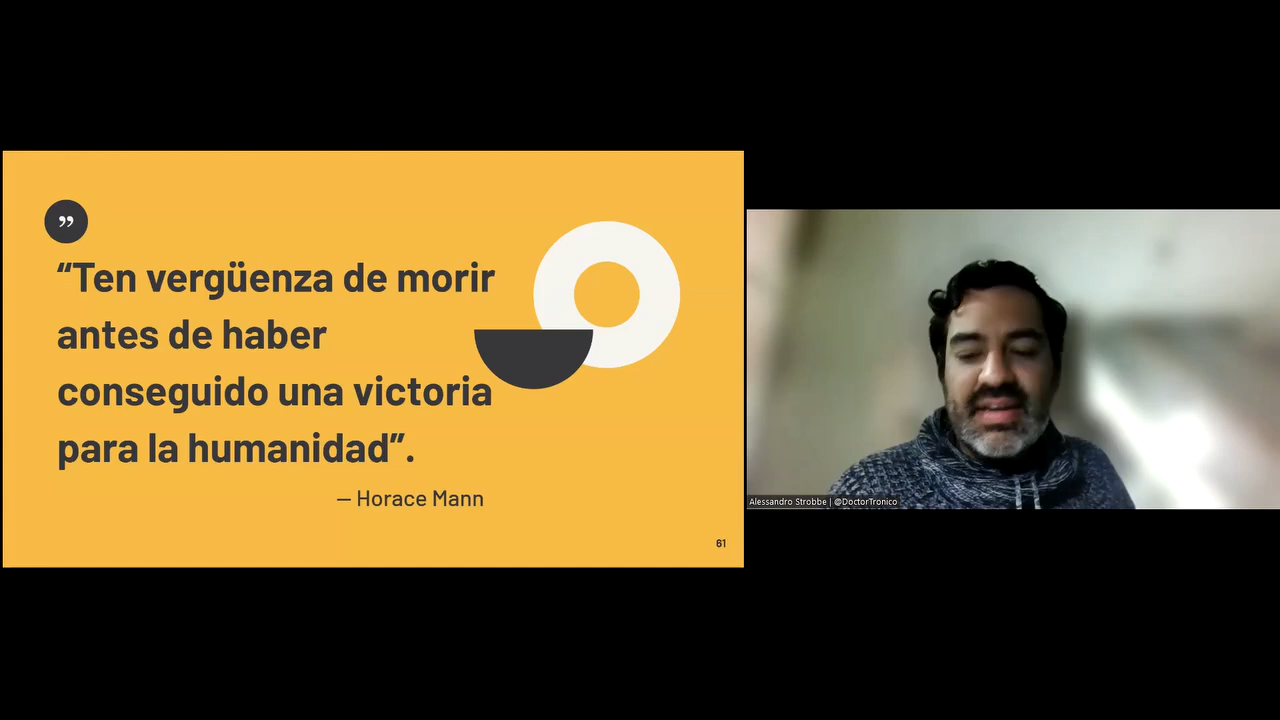 ”
“Ten vergüenza de morir
antes de haber
conseguido una victoria
para la humanidad”.
— Horace Mann
61
Alessandro Strobbe | @DoctorTronico